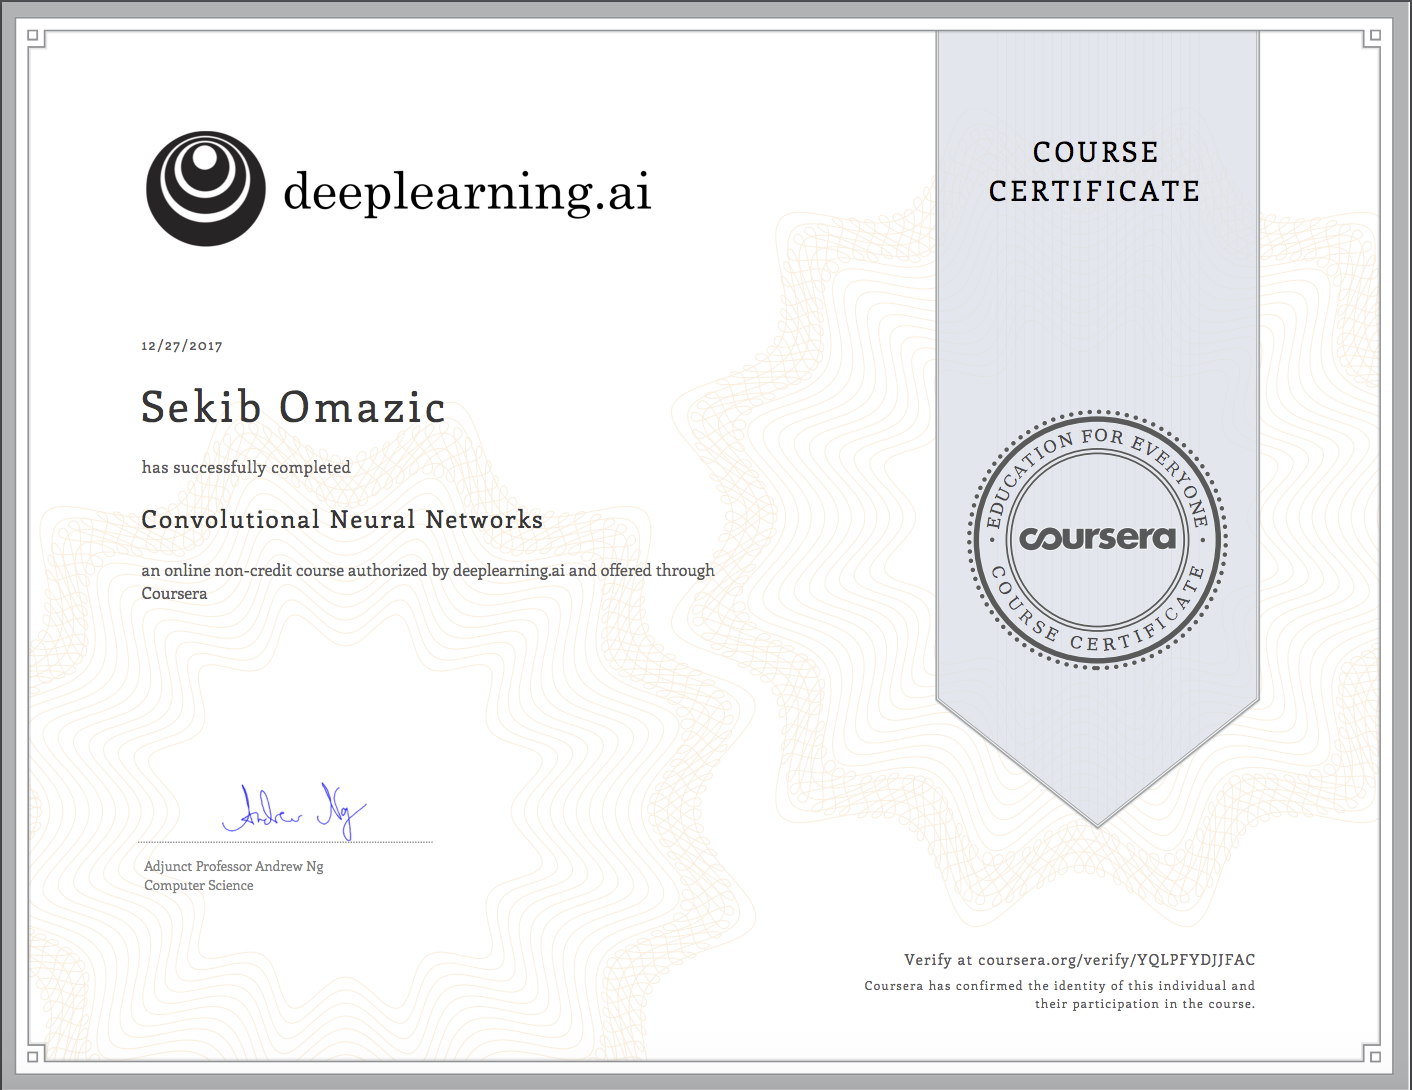 deeplearning.ai
COURSE
CERTIFICATE
12/27/2017
Sekib Omazic
has successfully completed
Convolutional Neural Networks
an online non-credit course authorized by deeplearning.ai and offered through
Coursera
EDUCATION FOR EVERYONE
coursera
COURSE CERTIFICATE
Andrew Ng
Adjunct Professor Andrew Ng
Computer Science
Verify at coursera.org/verify/YQLPFYDJJFAC
Coursera has confirmed the identity of this individual and
their participation in the course.